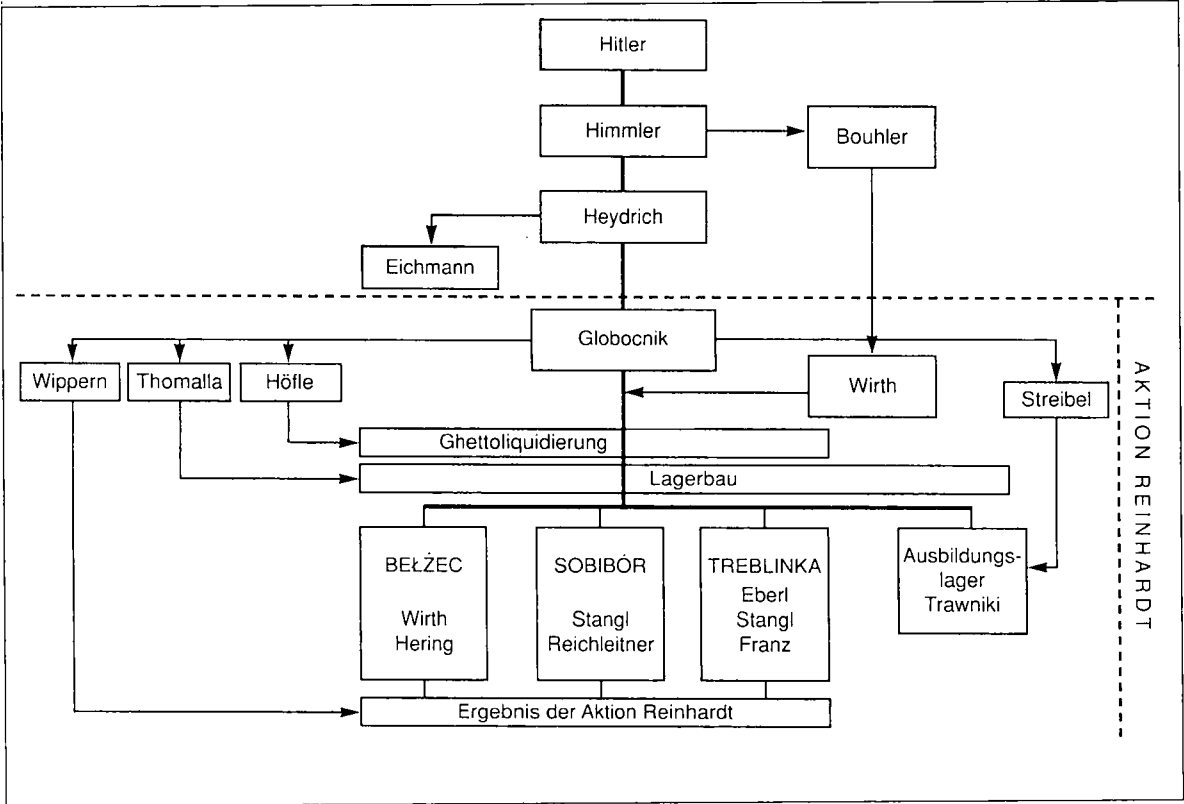 Hitler
Himmler
Bouhler
Heydrich
Eichmann
Globocnik
Wippern
Thomalla
Höfle
Wirth
Streibel
Ghettoliquidierung
Lagerbau
BEŁŻEC
Wirth
Hering
SOBIBÓR
Stangl
Reichleitner
TREBLINKA
Eberl
Stangl
Franz
Ausbildungs-
lager
Trawniki
Ergebnis der Aktion Reinhardt
AKTION REINHARDT